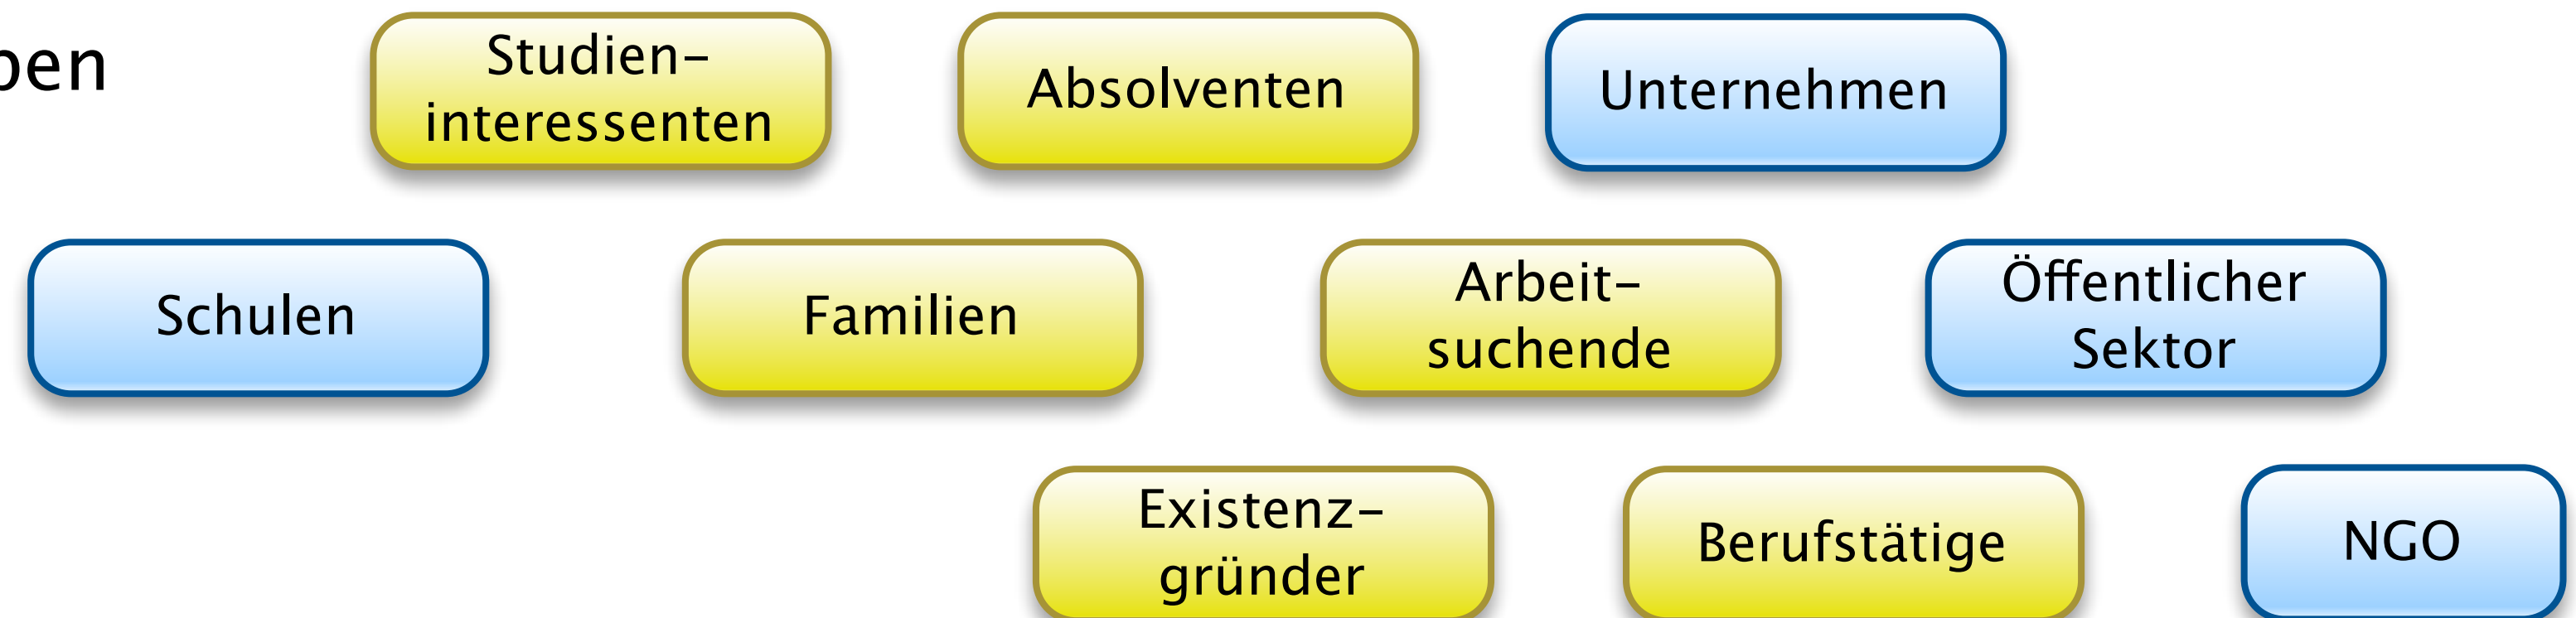 pen
Studien-
interessenten
Absolventen
Unternehmen
Schulen
Familien
Arbeit-
suchende
Öffentlicher
Sektor
Existenz-
gründer
Berufstätige
NGO